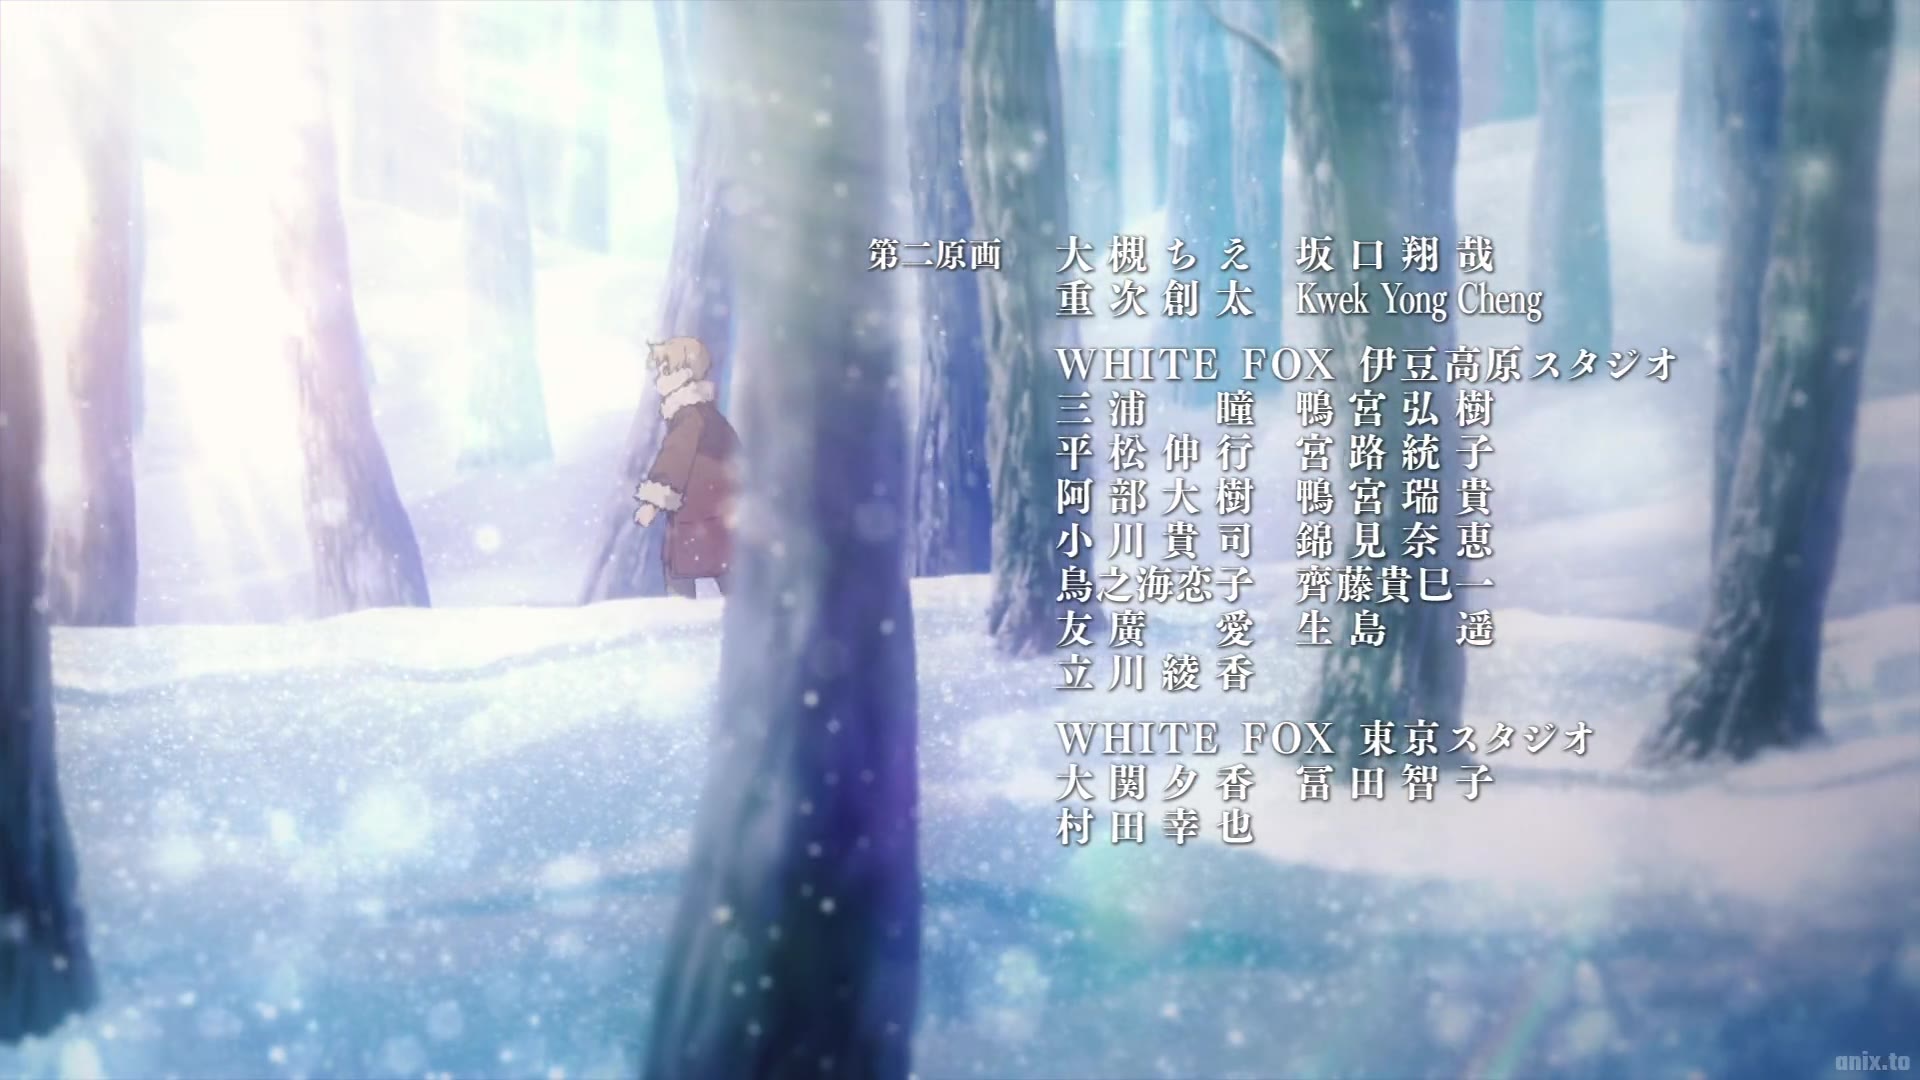 第二原画 大槻ちえ 坂口翔哉
重次創太 Kwek Yong Cheng
WHITE FOX 伊豆高原スタジオ
三浦 瞳 鴨宮弘樹
平松伸行 宮路統子
阿部大樹 鴨宮瑞貴
小川貴司 錦見奈恵
鳥之海恋子 齊藤貴巳一
友廣 愛 生島 遥
立川綾香
WHITE FOX 東京スタジオ
大関夕香 冨田智子
村田幸也
anix.to